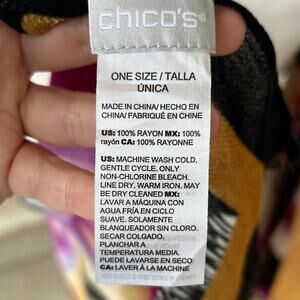 chico's®
ONE SIZE / TALLA
ÚNICA
MADE IN CHINA/ HECHO EN
CHINA/ FABRIQUÉ EN CHINE
US: 100% RAYON MX: 100%
RAYON CA: 100% RAYONNE
US: MACHINE WASH COLD,
GENTLE CYCLE. ONLY
NON-CHLORINE BLEACH.
LINE DRY. WARM IRON. MAY
BE DRY CLEANED MX:
LAVAR A MÁQUINA CON
AGUA FRÍA EN CICLO
SUAVE. SOLAMENTE
BLANQUEADOR SIN CLORO.
SECAR COLGADO.
PLANCHAR A
TEMPERATURA MEDIA.
PUEDE LAVARSE EN SECO
CA: LAVER À LA MACHINE